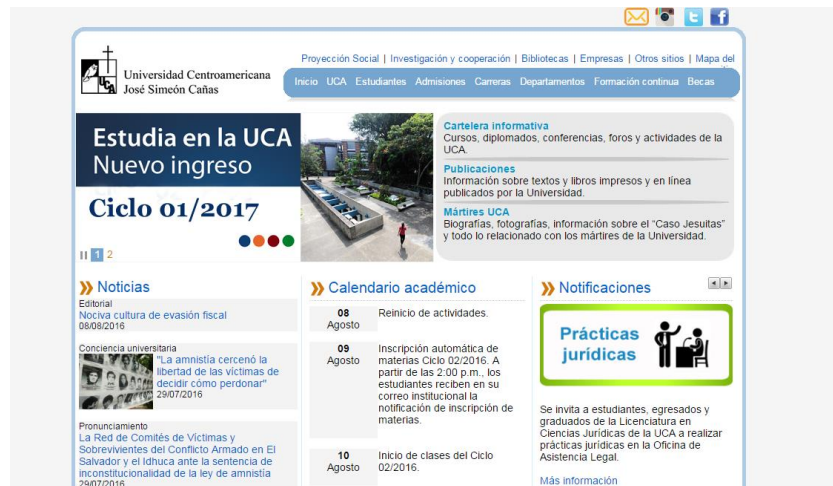 Universidad Centroamericana
José Simeón Cañas
UCA
Proyección Social | Investigación y cooperación | Bibliotecas | Empresas | Otros sitios | Mapa del
Inicio UCA Estudiantes Admisiones Carreras Departamentos Formación continua Becas
Estudia en la UCA
Nuevo ingreso
Ciclo 01/2017
1 2
Cartelera informativa
Cursos, diplomados, conferencias, foros y actividades de la
UCA.
Publicaciones
Información sobre textos y libros impresos y en línea
publicados por la Universidad.
Mártires UCA
Biografías, fotografías, información sobre el "Caso Jesuitas"
y todo lo relacionado con los mártires de la Universidad.
Noticias
Editorial
Nociva cultura de evasión fiscal
08/08/2016
Conciencia universitaria
"La amnistía cercenó la
libertad de las víctimas de
decidir cómo perdonar"
29/07/2016
Pronunciamiento
La Red de Comités de Víctimas y
Sobrevivientes del Conflicto Armado en El
Salvador y el Idhuca ante la sentencia de
inconstitucionalidad de la ley de amnistía
29/07/2016
Calendario académico
08
Agosto
Reinicio de actividades.
09
Agosto
Inscripción automática de
materias Ciclo 02/2016. A
partir de las 2:00 p.m., los
estudiantes reciben en su
correo institucional la
notificación de inscripción de
materias.
10
Agosto
Inicio de clases del Ciclo
02/2016.
Notificaciones
Prácticas
jurídicas
Se invita a estudiantes, egresados y
graduados de la Licenciatura en
Ciencias Jurídicas de la UCA a realizar
prácticas jurídicas en la Oficina de
Asistencia Legal.
Más información